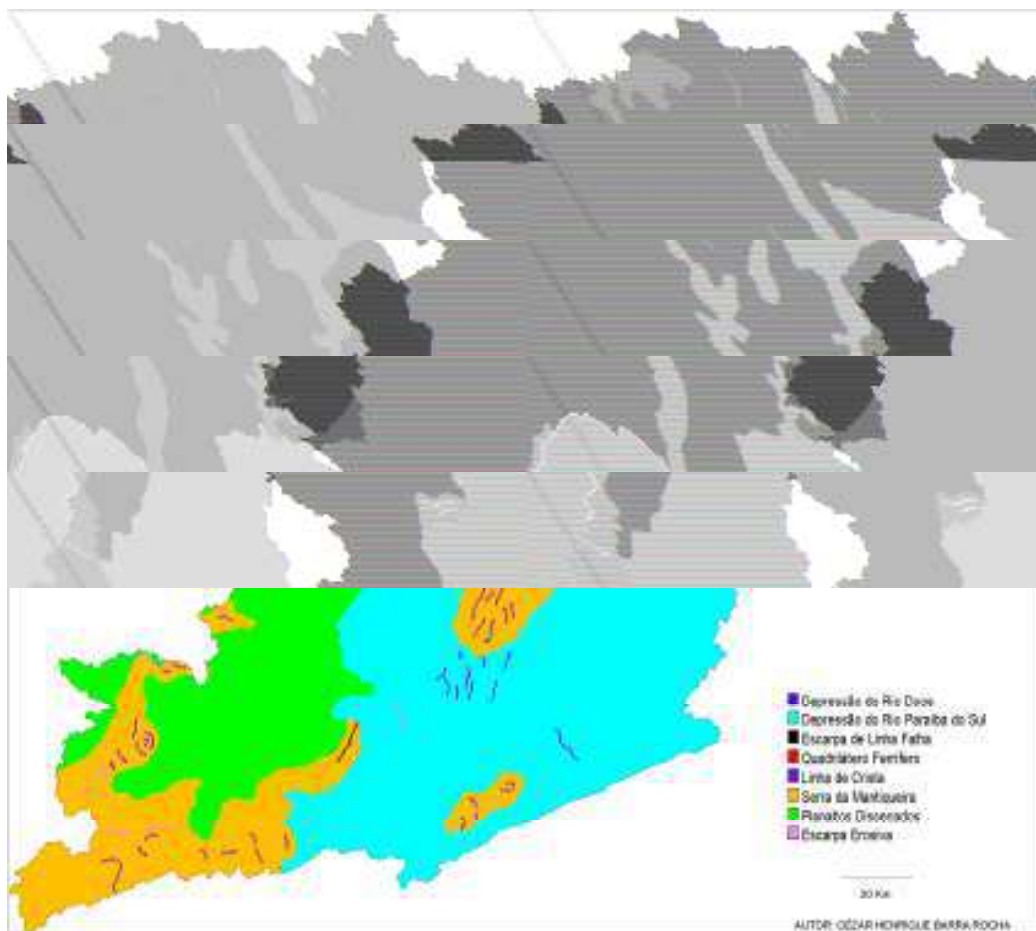 Depressão do Rio Doce
Depressão do Rio Paraíba do Sul
Escarpa de Linha Falha
Quadrilátero Ferrífero
Linha de Crista
Serra da Mantiqueira
Planaltos Dissecados
Escarpa Erosiva
20 Km
AUTOR: CÉZAR HENRIQUE BARRA ROCHA